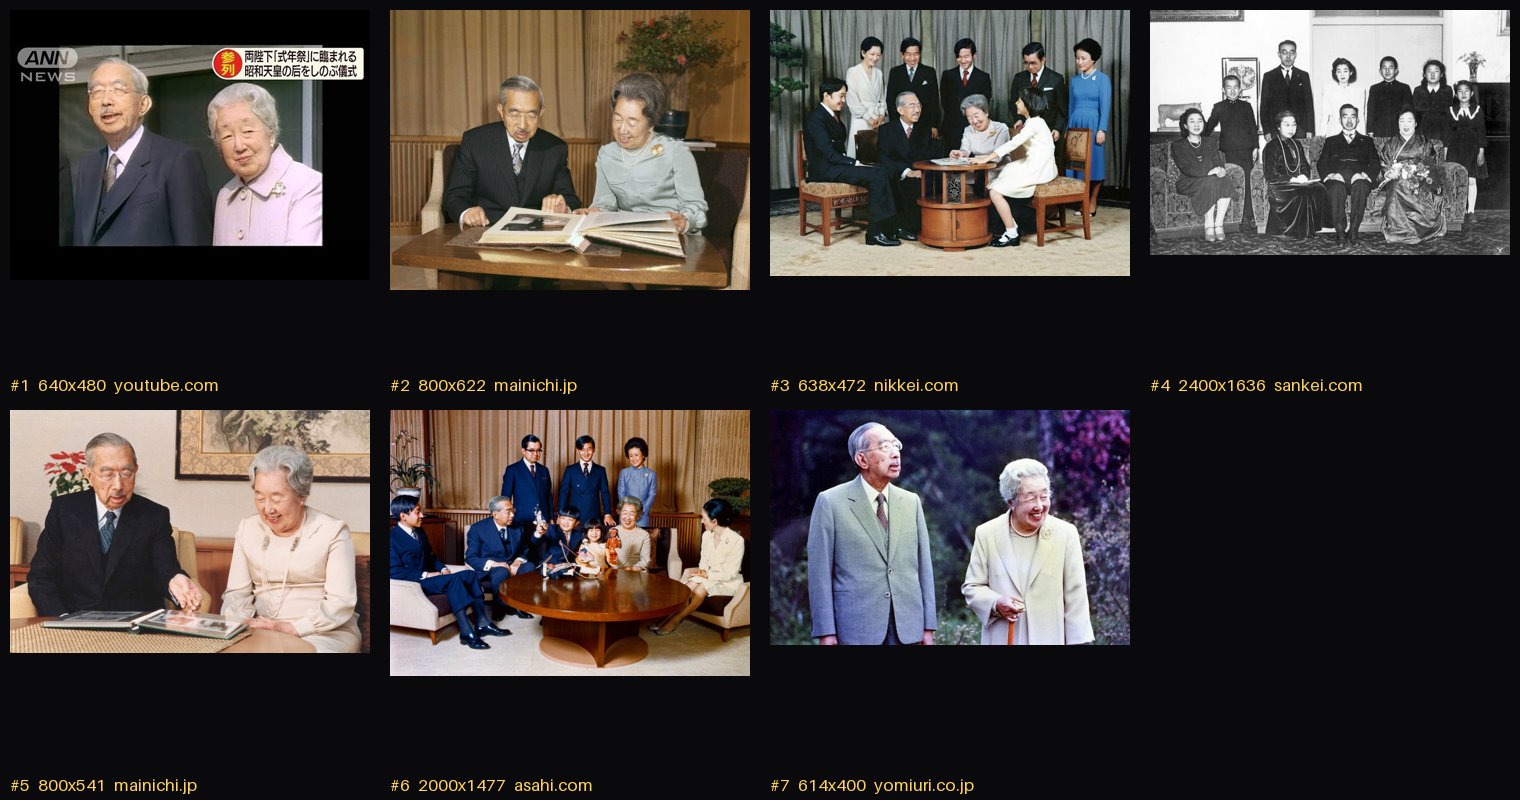 ANN
NEWS
参列
両陛下「式年祭」に臨まれる
昭和天皇の后をしのぶ儀式
#1 640x480 youtube.com
#2 800x622 mainichi.jp
#3 638x472 nikkei.com
#4 2400x1636 sankei.com
#5 800x541 mainichi.jp
#6 2000x1477 asahi.com
#7 614x400 yomiuri.co.jp